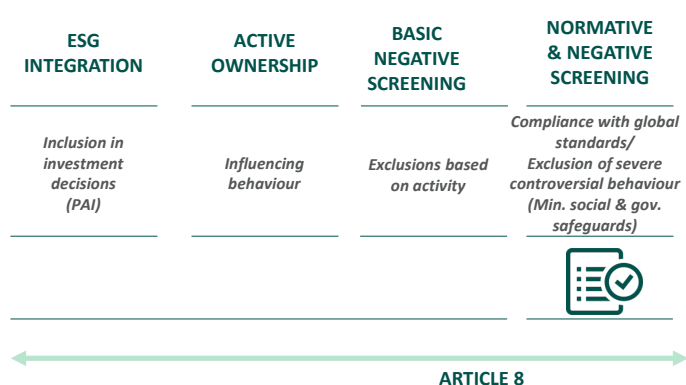 ESG
INTEGRATION
ACTIVE
OWNERSHIP
BASIC
NEGATIVE
SCREENING
NORMATIVE
& NEGATIVE
SCREENING
Inclusion in
investment
decisions
(PAI)
Influencing
behaviour
Exclusions based
on activity
Compliance with global
standards/
Exclusion of severe
controversial behaviour
(Min. social & gov.
safeguards)
ARTICLE 8